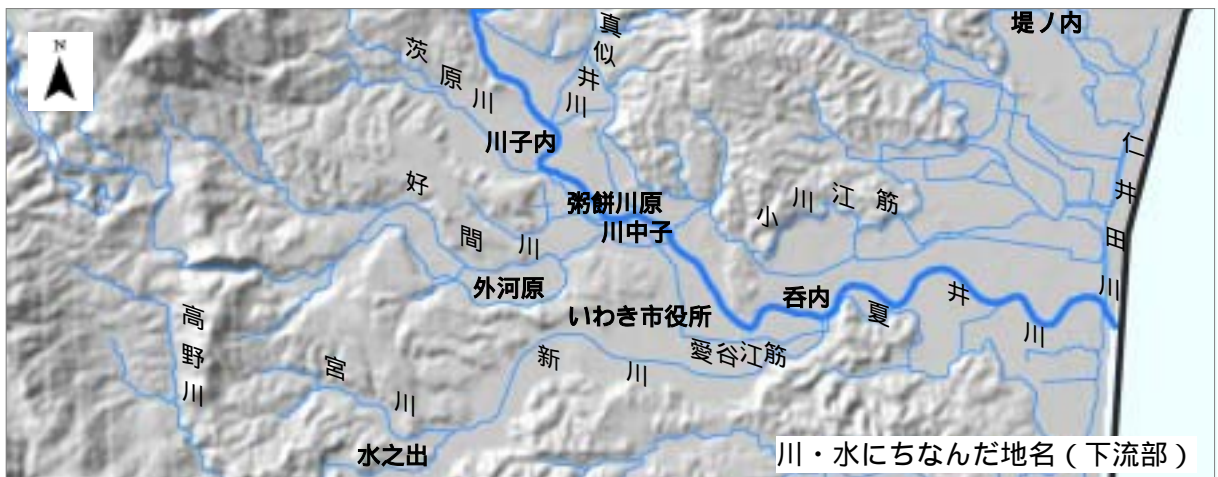 N
堤ノ内
真似井川
茨原川
川子内
仁井田川
好間川
粥餅川原
川中子
小川江筋
外河原
呑内
夏井川
いわき市役所
愛谷江筋
高野川
新川
宮川
水之出
川・水にちなんだ地名（下流部）